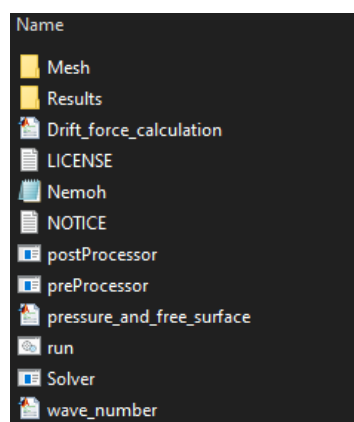 Name
Mesh
Results
Drift_force_calculation
LICENSE
Nemoh
NOTICE
postProcessor
preProcessor
pressure_and_free_surface
run
Solver
wave_number